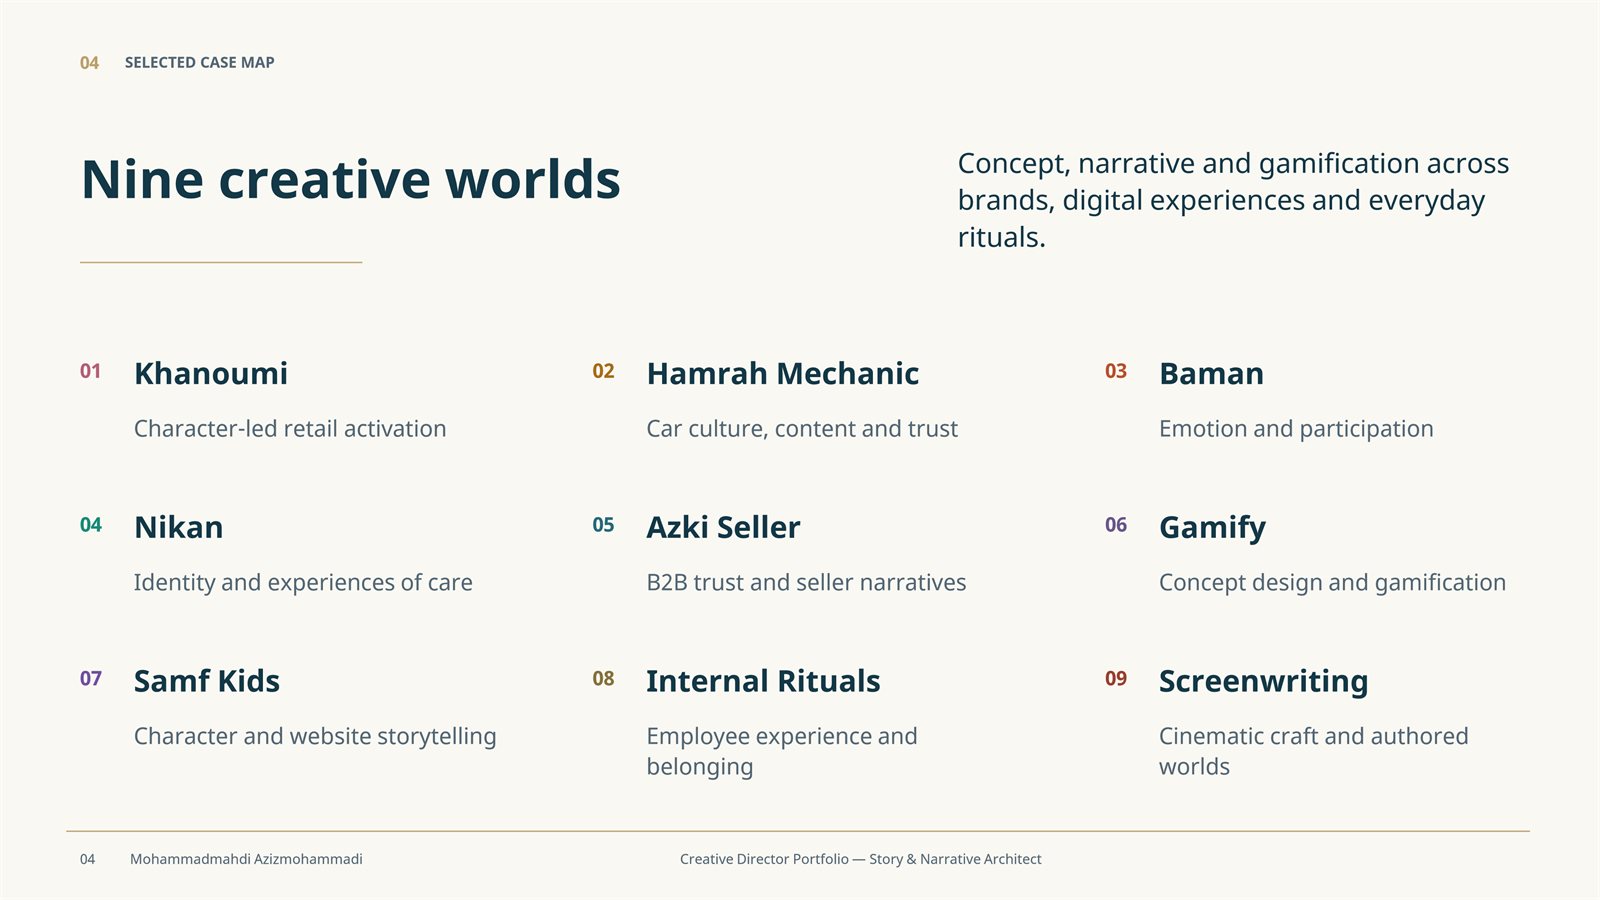 04 SELECTED CASE MAP
Nine creative worlds
Concept, narrative and gamification across
brands, digital experiences and everyday
rituals.
01 Khanoumi
Character-led retail activation
02 Hamrah Mechanic
Car culture, content and trust
03 Baman
Emotion and participation
04 Nikan
Identity and experiences of care
05 Azki Seller
B2B trust and seller narratives
06 Gamify
Concept design and gamification
07 Samf Kids
Character and website storytelling
08 Internal Rituals
Employee experience and
belonging
09 Screenwriting
Cinematic craft and authored
worlds
04 Mohammadmahdi Azizmohammadi
Creative Director Portfolio — Story & Narrative Architect